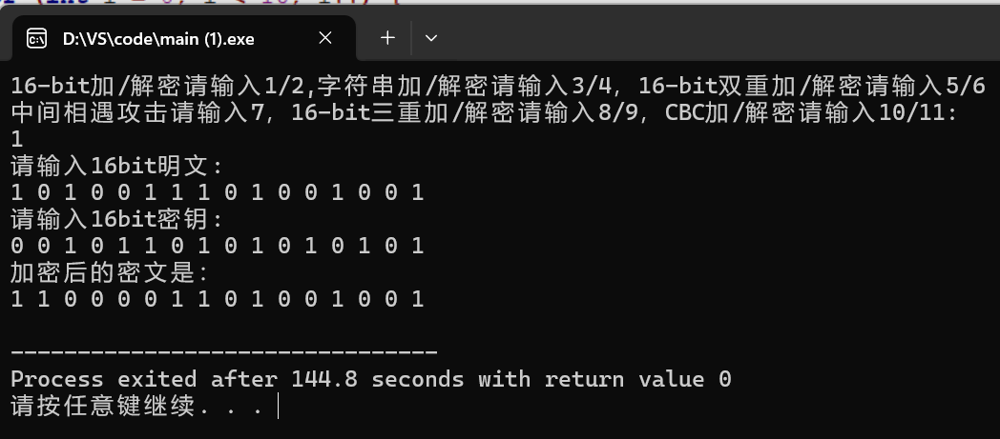 D:\VS\code\main (1).exe
16-bit加/解密请输入1/2,字符串加/解密请输入3/4，16-bit双重加/解密请输入5/6
中间相遇攻击请输入7，16-bit三重加/解密请输入8/9，CBC加/解密请输入10/11：
1
请输入16bit明文：
1 0 1 0 0 1 1 1 0 1 0 0 1 0 0 1
请输入16bit密钥：
0 0 1 0 1 1 0 1 0 1 0 1 0 1 0 1
加密后的密文是：
1 1 0 0 0 0 1 1 0 1 0 0 1 0 0 1
--------------------------------
Process exited after 144.8 seconds with return value 0
请按任意键继续. . .